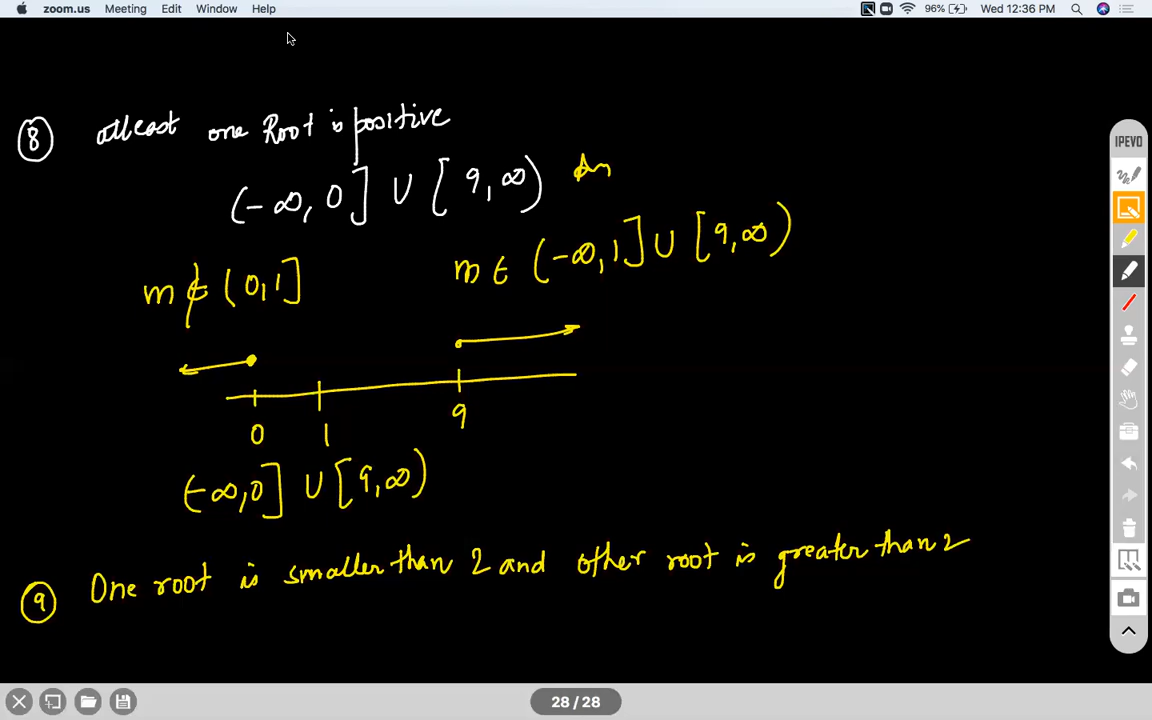 zoom.us Meeting Edit Window Help 96% Wed 12:36 PM
⑧ atleast one Root is positive
(-∞, 0] ∪ [9, ∞) Ans
m ∉ (0, 1] m ∈ (-∞, 1] ∪ [9, ∞)
0 1 9
(-∞, 0] ∪ [9, ∞)
⑨ One root is smaller than 2 and other root is greater than 2
IPEVO
28 / 28